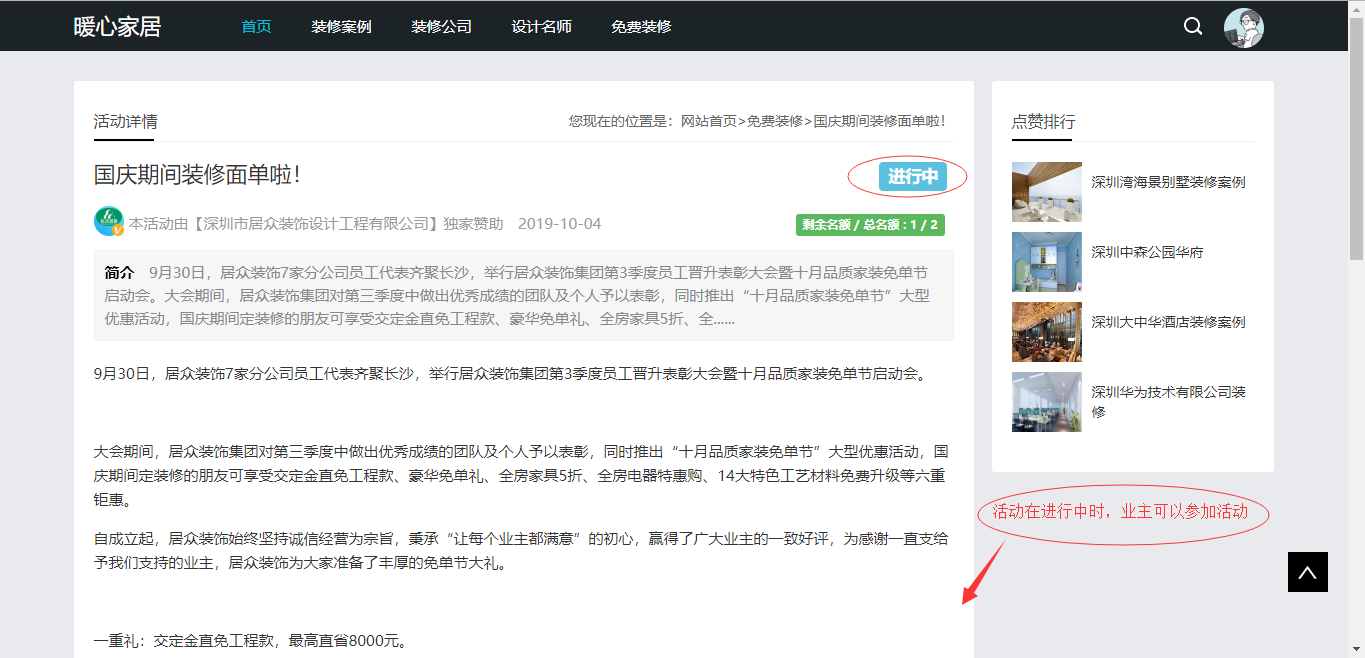 暖心家居 首页 装修案例 装修公司 设计名师 免费装修
活动详情
您现在的位置是：网站首页>免费装修>国庆期间装修面单啦！
国庆期间装修面单啦！
进行中
本活动由【深圳市居众装饰设计工程有限公司】独家赞助 2019-10-04
剩余名额 / 总名额 : 1 / 2
简介 9月30日，居众装饰7家分公司员工代表齐聚长沙，举行居众装饰集团第3季度员工晋升表彰大会暨十月品质家装免单节
启动会。大会期间，居众装饰集团对第三季度中做出优秀成绩的团队及个人予以表彰，同时推出“十月品质家装免单节”大型
优惠活动，国庆期间定装修的朋友可享受交定金直免工程款、豪华免单礼、全房家具5折、全......
9月30日，居众装饰7家分公司员工代表齐聚长沙，举行居众装饰集团第3季度员工晋升表彰大会暨十月品质家装免单节启动会。
大会期间，居众装饰集团对第三季度中做出优秀成绩的团队及个人予以表彰，同时推出“十月品质家装免单节”大型优惠活动，国
庆期间定装修的朋友可享受交定金直免工程款、豪华免单礼、全房家具5折、全房电器特惠购、14大特色工艺材料免费升级等六重
钜惠。
自成立起，居众装饰始终坚持诚信经营为宗旨，秉承“让每个业主都满意”的初心，赢得了广大业主的一致好评，为感谢一直支给
予我们支持的业主，居众装饰为大家准备了丰厚的免单节大礼。
一重礼：交定金直免工程款，最高直省8000元。
点赞排行
深圳湾海景别墅装修案例
深圳中森公园华府
深圳大中华酒店装修案例
深圳华为技术有限公司装
修
活动在进行中时，业主可以参加活动